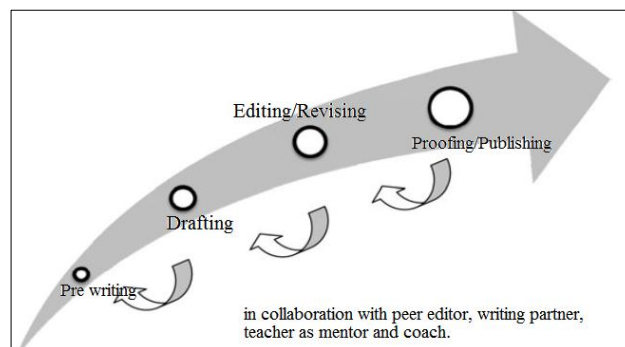 Editing/Revising
Proofing/Publishing
Drafting
Pre writing
in collaboration with peer editor, writing partner,
teacher as mentor and coach.